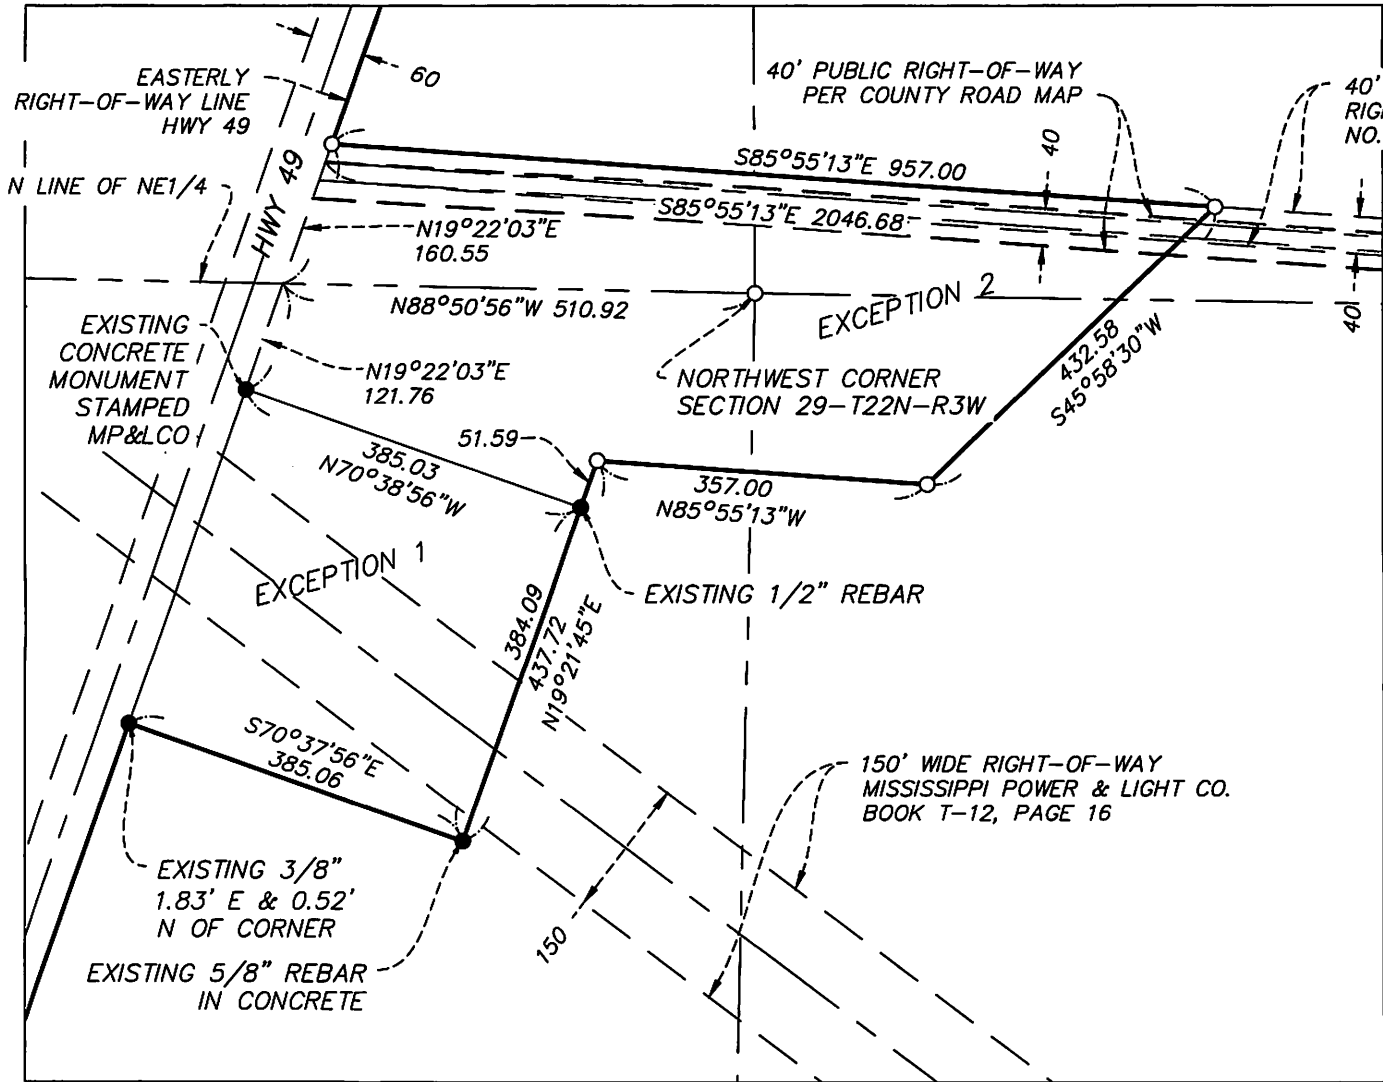 EASTERLY
RIGHT-OF-WAY LINE
HWY 49
60
40' PUBLIC RIGHT-OF-WAY
PER COUNTY ROAD MAP
40'
NO.
40
S85°55'13"E 957.00
N LINE OF NE1/4
HWY 49
S85°55'13"E 2046.68
N19°22'03"E
160.55
N88°50'56"W 510.92
EXCEPTION 2
40
EXISTING
CONCRETE
MONUMENT
STAMPED
MP&LCO
N19°22'03"E
121.76
NORTHWEST CORNER
SECTION 29-T22N-R3W
432.58
S45°58'30"W
51.59
385.03
N70°38'56"W
357.00
N85°55'13"W
EXCEPTION 1
EXISTING 1/2" REBAR
384.09
437.72
N19°21'45"E
S70°37'56"E
385.06
150' WIDE RIGHT-OF-WAY
MISSISSIPPI POWER & LIGHT CO.
BOOK T-12, PAGE 16
EXISTING 3/8"
1.83' E & 0.52'
N OF CORNER
150
EXISTING 5/8" REBAR
IN CONCRETE